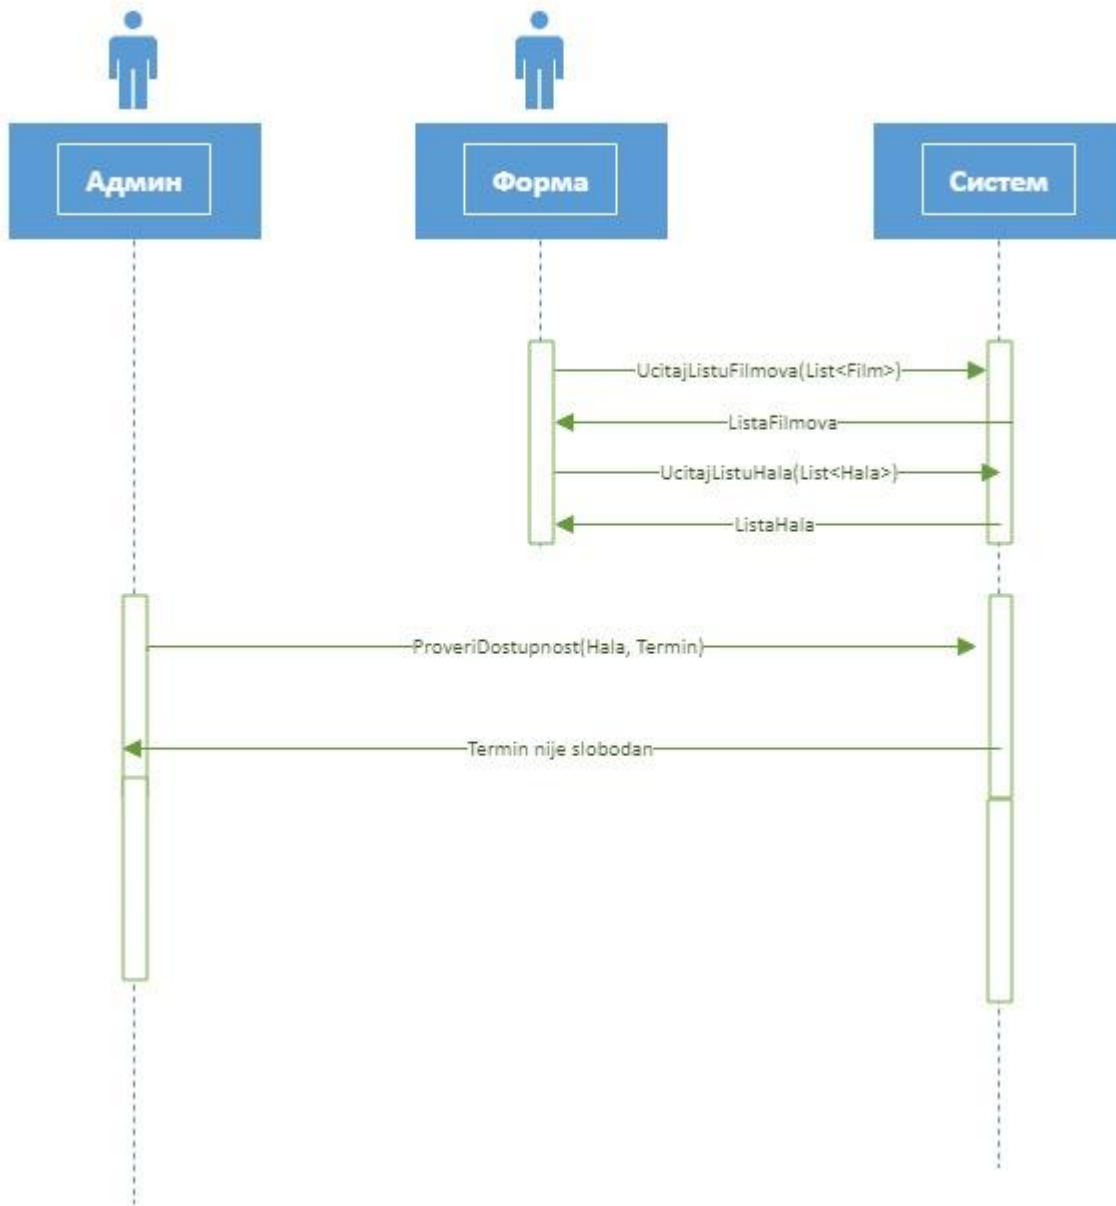 Админ
Форма
Систем
UcitajListuFilmova(List<Film>)
ListaFilmova
UcitajListuHala(List<Hala>)
ListaHala
ProveriDostupnost(Hala, Termin)
Termin nije slobodan